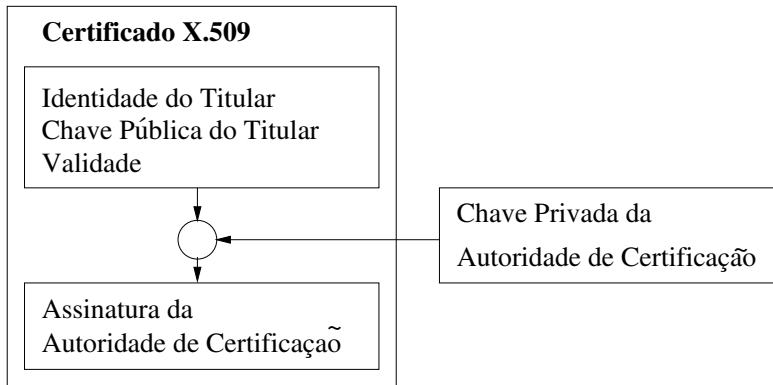 Certificado X.509
Identidade do Titular
Chave Pública do Titular
Validade
Chave Privada da
Autoridade de Certificação
Assinatura da
Autoridade de Certificação